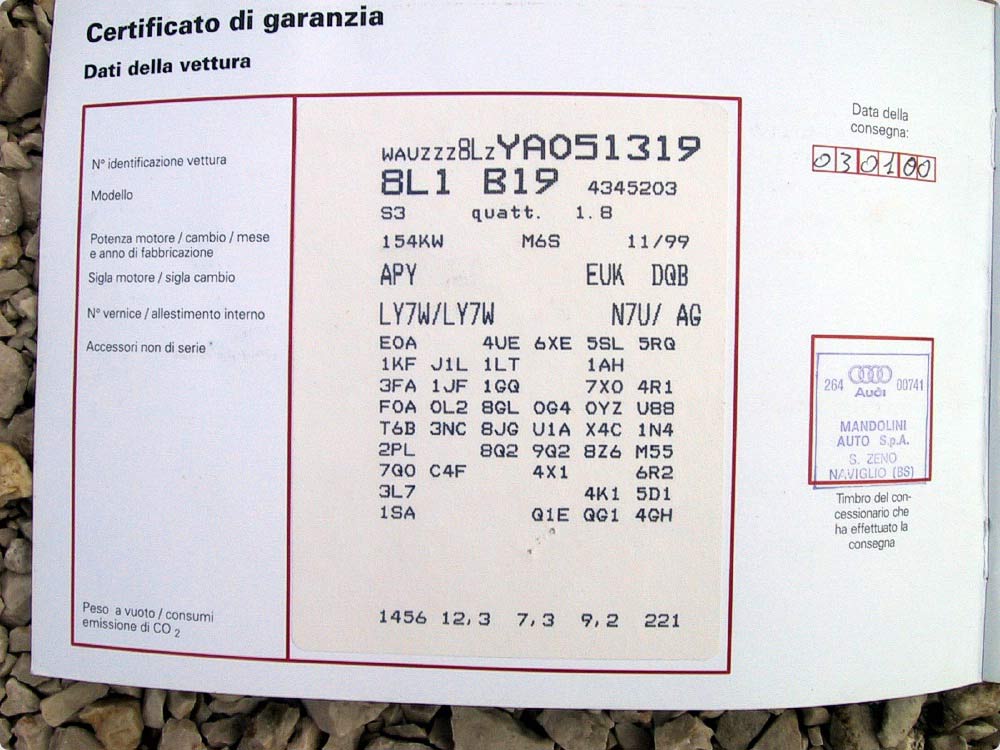 Certificato di garanzia
Dati della vettura
N° identificazione vettura
WAUZZZ8LZYA051319
Modello
8L1 B19 4345203
S3 quatt. 1.8
Potenza motore / cambio / mese
e anno di fabbricazione
154KW M6S 11/99
Sigla motore / sigla cambio
APY EUK DQB
N° vernice / allestimento interno
LY7W/LY7W N7U/ AG
Accessori non di serie *
E0A 4UE 6XE 5SL 5RQ
1KF J1L 1LT 1AH
3FA 1JF 1GQ 7X0 4R1
F0A 0L2 8GL 0G4 0YZ U88
T6B 3NC 8JG U1A X4C 1N4
2PL 8Q2 9Q2 8Z6 M55
7Q0 C4F 4X1 6R2
3L7 4K1 5D1
1SA Q1E QG1 4GH
Peso a vuoto / consumi
emissione di CO2
1456 12,3 7,3 9,2 221
Data della
consegna:
030100
264 00741
Audi
MANDOLINI
AUTO S.p.A.
S. ZENO
NAVIGLIO (BS)
Timbro del con-
cessionario che
ha effettuato la
consegna